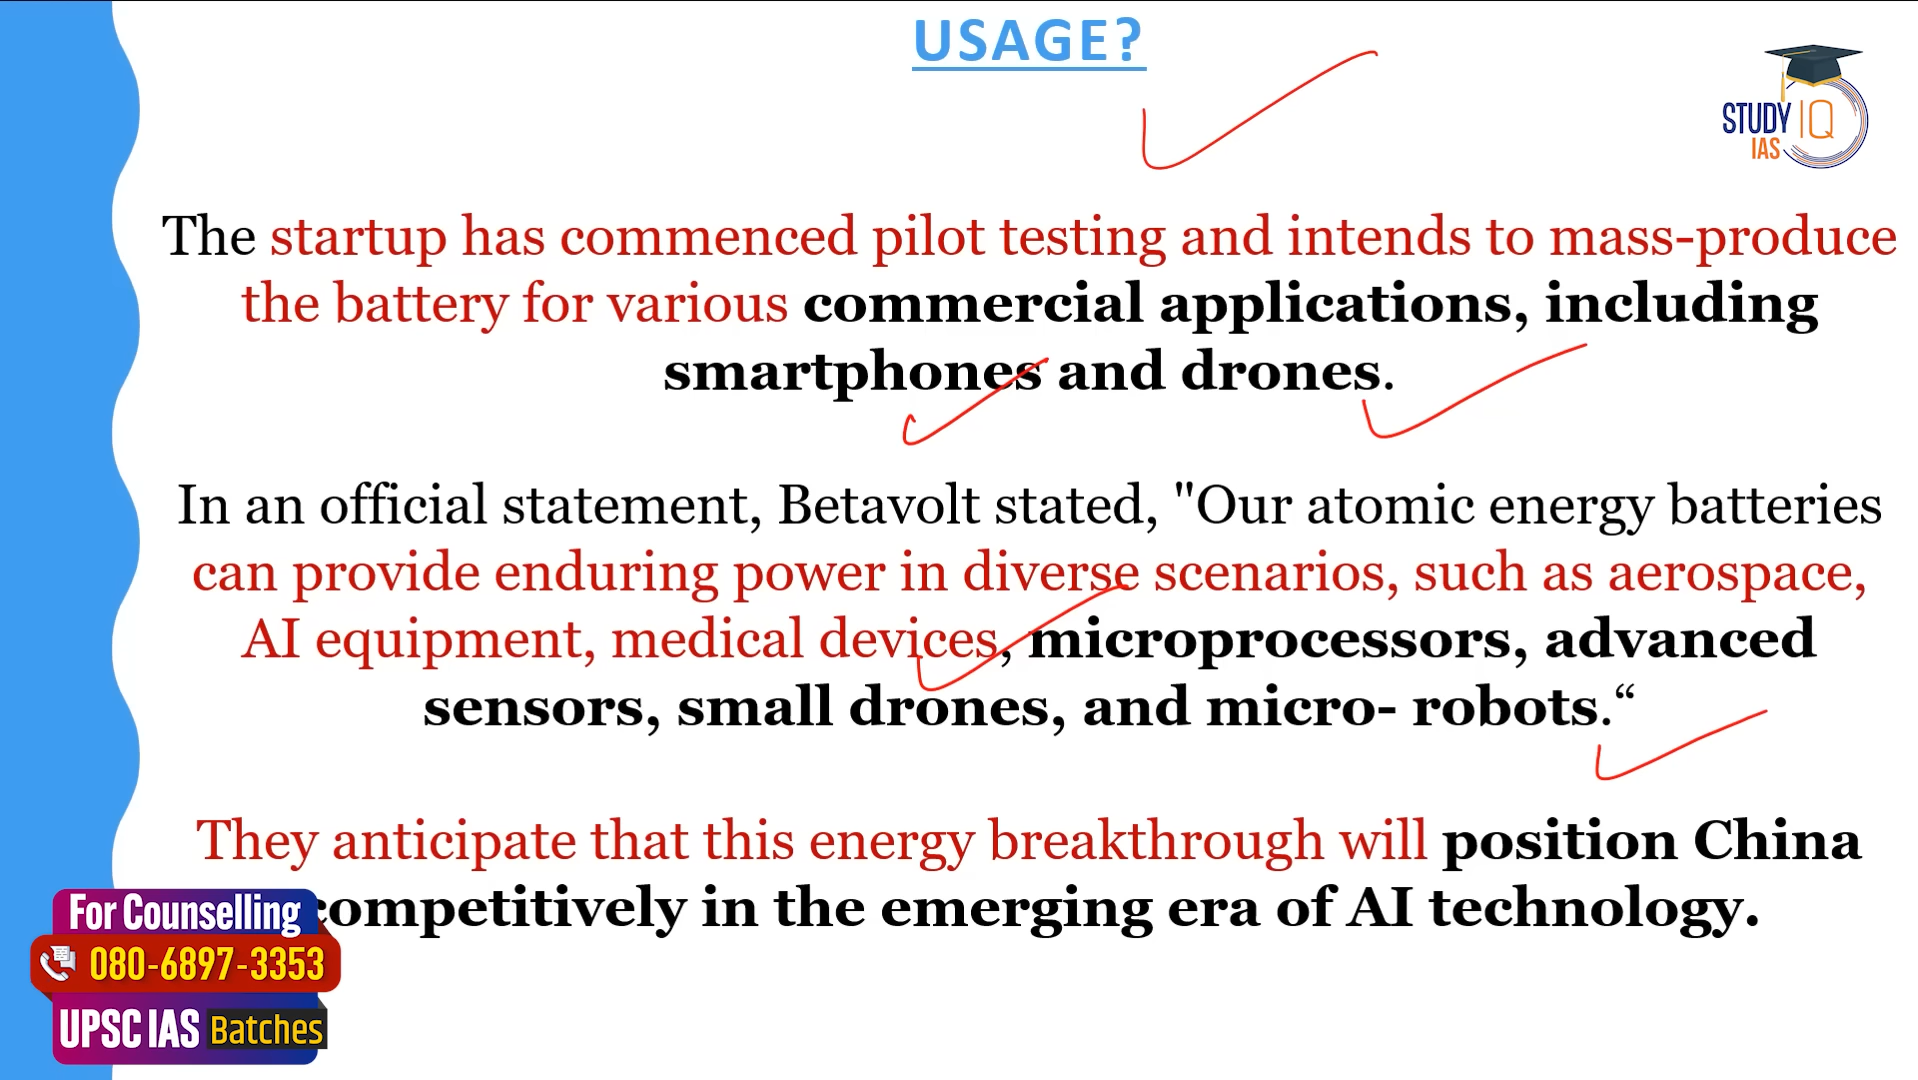 USAGE?
STUDY IQ
IAS
The startup has commenced pilot testing and intends to mass-produce
the battery for various commercial applications, including
smartphones and drones.
In an official statement, Betavolt stated, "Our atomic energy batteries
can provide enduring power in diverse scenarios, such as aerospace,
AI equipment, medical devices, microprocessors, advanced
sensors, small drones, and micro- robots.“
They anticipate that this energy breakthrough will position China
competitively in the emerging era of AI technology.
For Counselling
080-6897-3353
UPSC IAS Batches